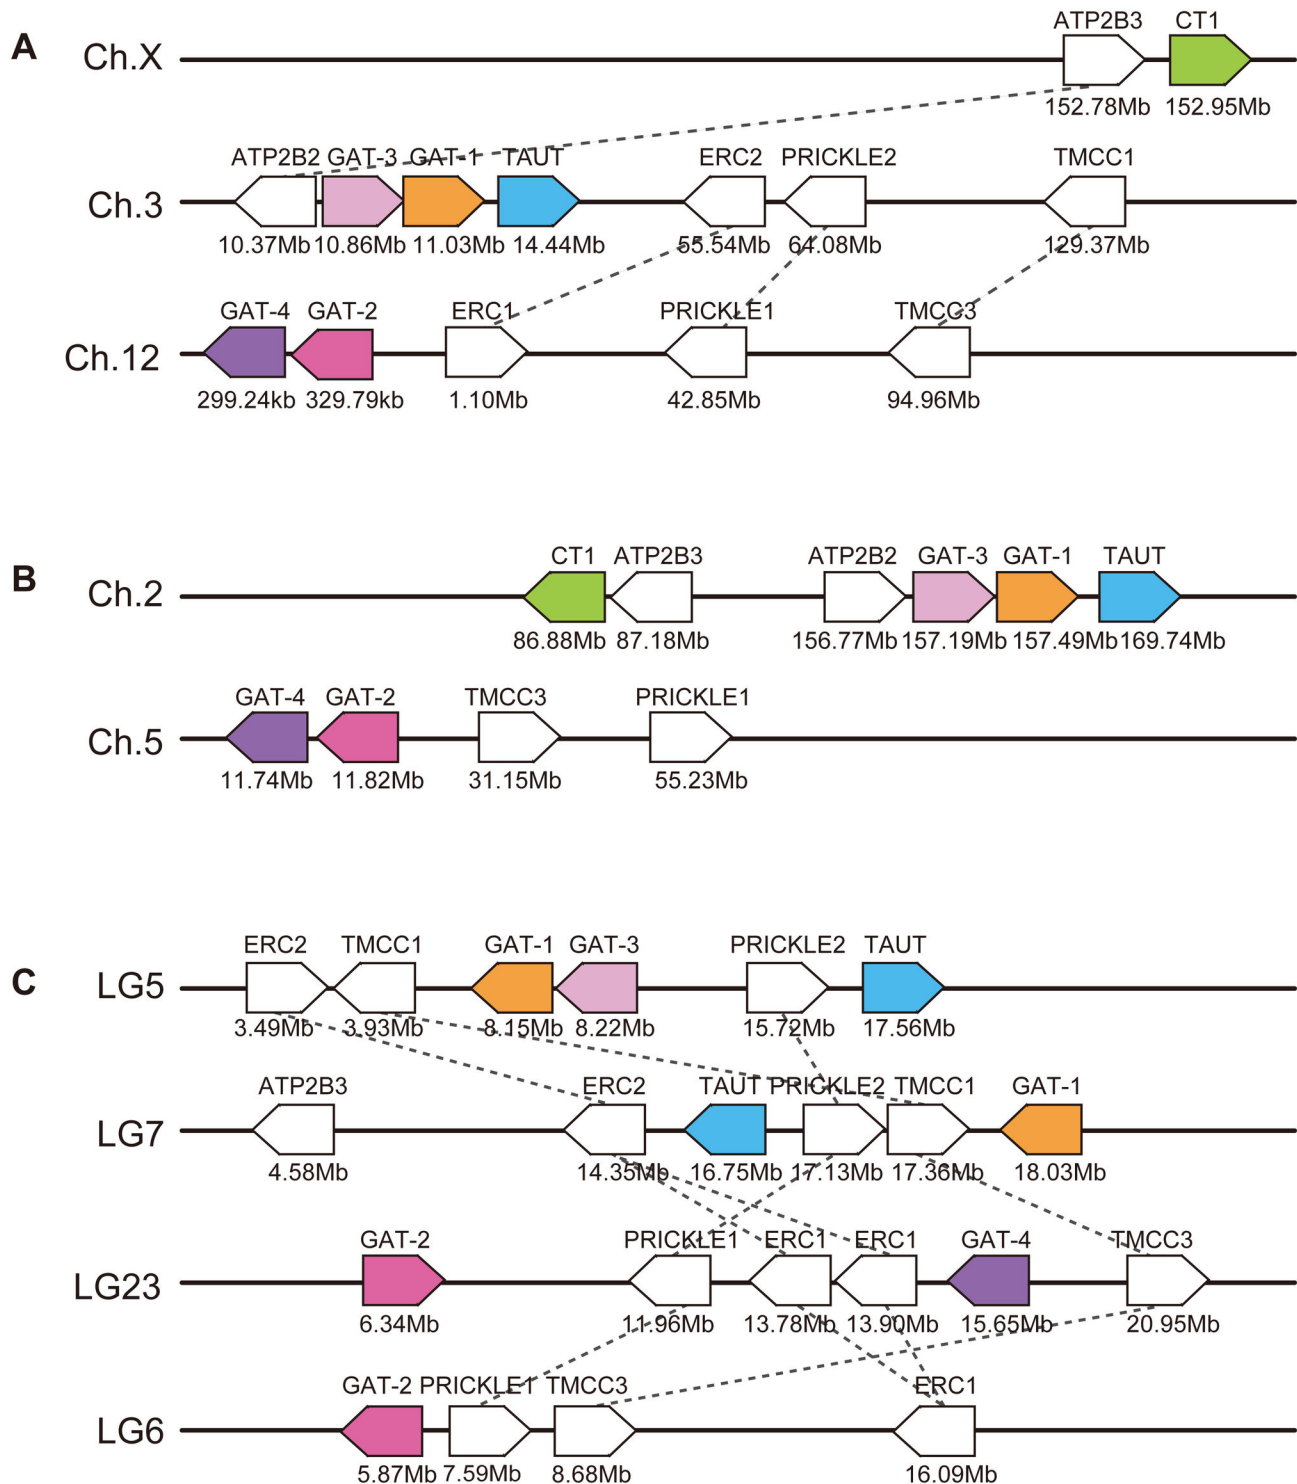 A
ATP2B3 CT1
Ch.X
152.78Mb 152.95Mb
ATP2B2 GAT-3 GAT-1 TAUT ERC2 PRICKLE2 TMCC1
Ch.3
10.37Mb 10.86Mb 11.03Mb 14.44Mb 55.54Mb 64.08Mb 129.37Mb
GAT-4 GAT-2 ERC1 PRICKLE1 TMCC3
Ch.12
299.24kb 329.79kb 1.10Mb 42.85Mb 94.96Mb
B
CT1 ATP2B3 ATP2B2 GAT-3 GAT-1 TAUT
Ch.2
86.88Mb 87.18Mb 156.77Mb 157.19Mb 157.49Mb 169.74Mb
GAT-4 GAT-2 TMCC3 PRICKLE1
Ch.5
11.74Mb 11.82Mb 31.15Mb 55.23Mb
C
ERC2 TMCC1 GAT-1 GAT-3 PRICKLE2 TAUT
LG5
3.49Mb 3.93Mb 8.15Mb 8.22Mb 15.72Mb 17.56Mb
ATP2B3 ERC2 TAUT PRICKLE2 TMCC1 GAT-1
LG7
4.58Mb 14.35Mb 16.75Mb 17.13Mb 17.36Mb 18.03Mb
GAT-2 PRICKLE1 ERC1 ERC1 GAT-4 TMCC3
LG23
6.34Mb 11.96Mb 13.78Mb 13.90Mb 15.65Mb 20.95Mb
GAT-2 PRICKLE1 TMCC3 ERC1
LG6
5.87Mb 7.59Mb 8.68Mb 16.09Mb